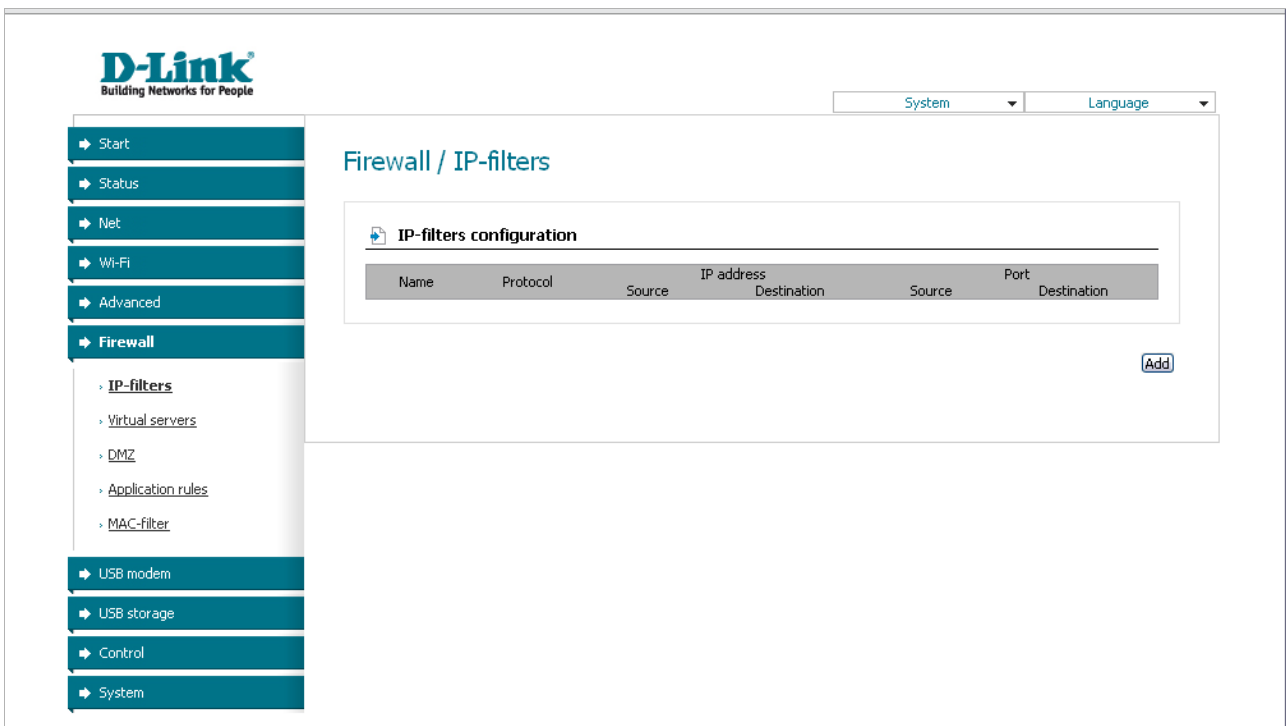 D-Link
Building Networks for People
System Language
Start
Status
Net
Wi-Fi
Advanced
Firewall
IP-filters
Virtual servers
DMZ
Application rules
MAC-filter
USB modem
USB storage
Control
System
Firewall / IP-filters
IP-filters configuration
Name Protocol IP address Port
Source Destination Source Destination
Add